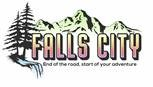 FALLS CITY
End of the road, start of your adventure